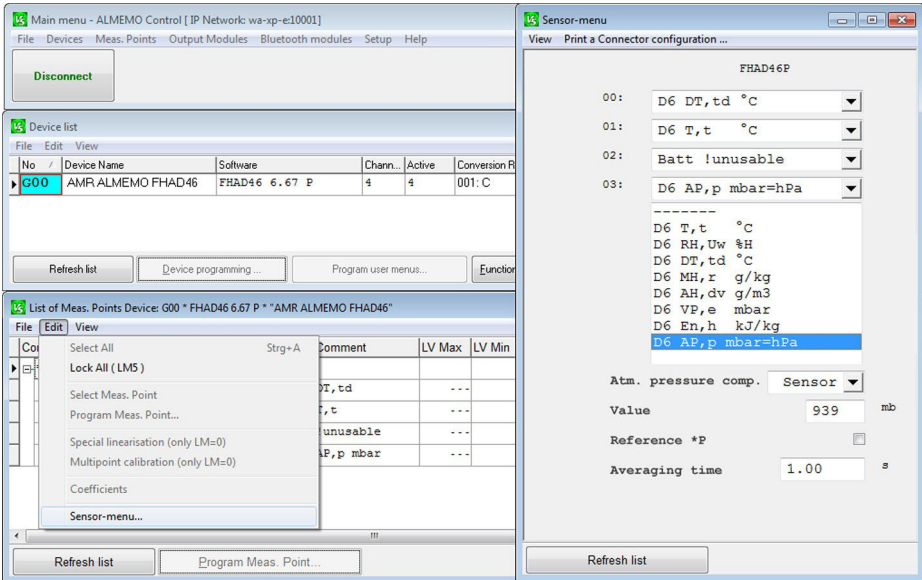 Main menu - ALMEMO Control [ IP Network: wa-xp-e:10001]
File Devices Meas. Points Output Modules Bluetooth modules Setup Help
Disconnect
Device list
File Edit View
No / Device Name Software Chann... Active Conversion R
G00 AMR ALMEMO FHAD46 FHAD46 6.67 P 4 4 001: C
Refresh list Device programming ... Program user menus... Function
List of Meas. Points Device: G00 * FHAD46 6.67 P * "AMR ALMEMO FHAD46"
File Edit View
Co Comment LV Max LV Min
Select All Strg+A
Lock All ( LM5 )
Select Meas. Point
Program Meas. Point...
Special linearisation (only LM=0)
Multipoint calibration (only LM=0)
Coefficients
Sensor-menu...
DT,td ---
T,t ---
!unusable ---
AP,p mbar ---
Refresh list Program Meas. Point...
Sensor-menu
View Print a Connector configuration ...
FHAD46P
00: D6 DT,td °C
01: D6 T,t °C
02: Batt !unusable
03: D6 AP,p mbar=hPa
-------
D6 T,t °C
D6 RH,Uw %H
D6 DT,td °C
D6 MH,r g/kg
D6 AH,dv g/m3
D6 VP,e mbar
D6 En,h kJ/kg
D6 AP,p mbar=hPa
Atm. pressure comp. Sensor
Value 939 mb
Reference *P
Averaging time 1.00 s
Refresh list